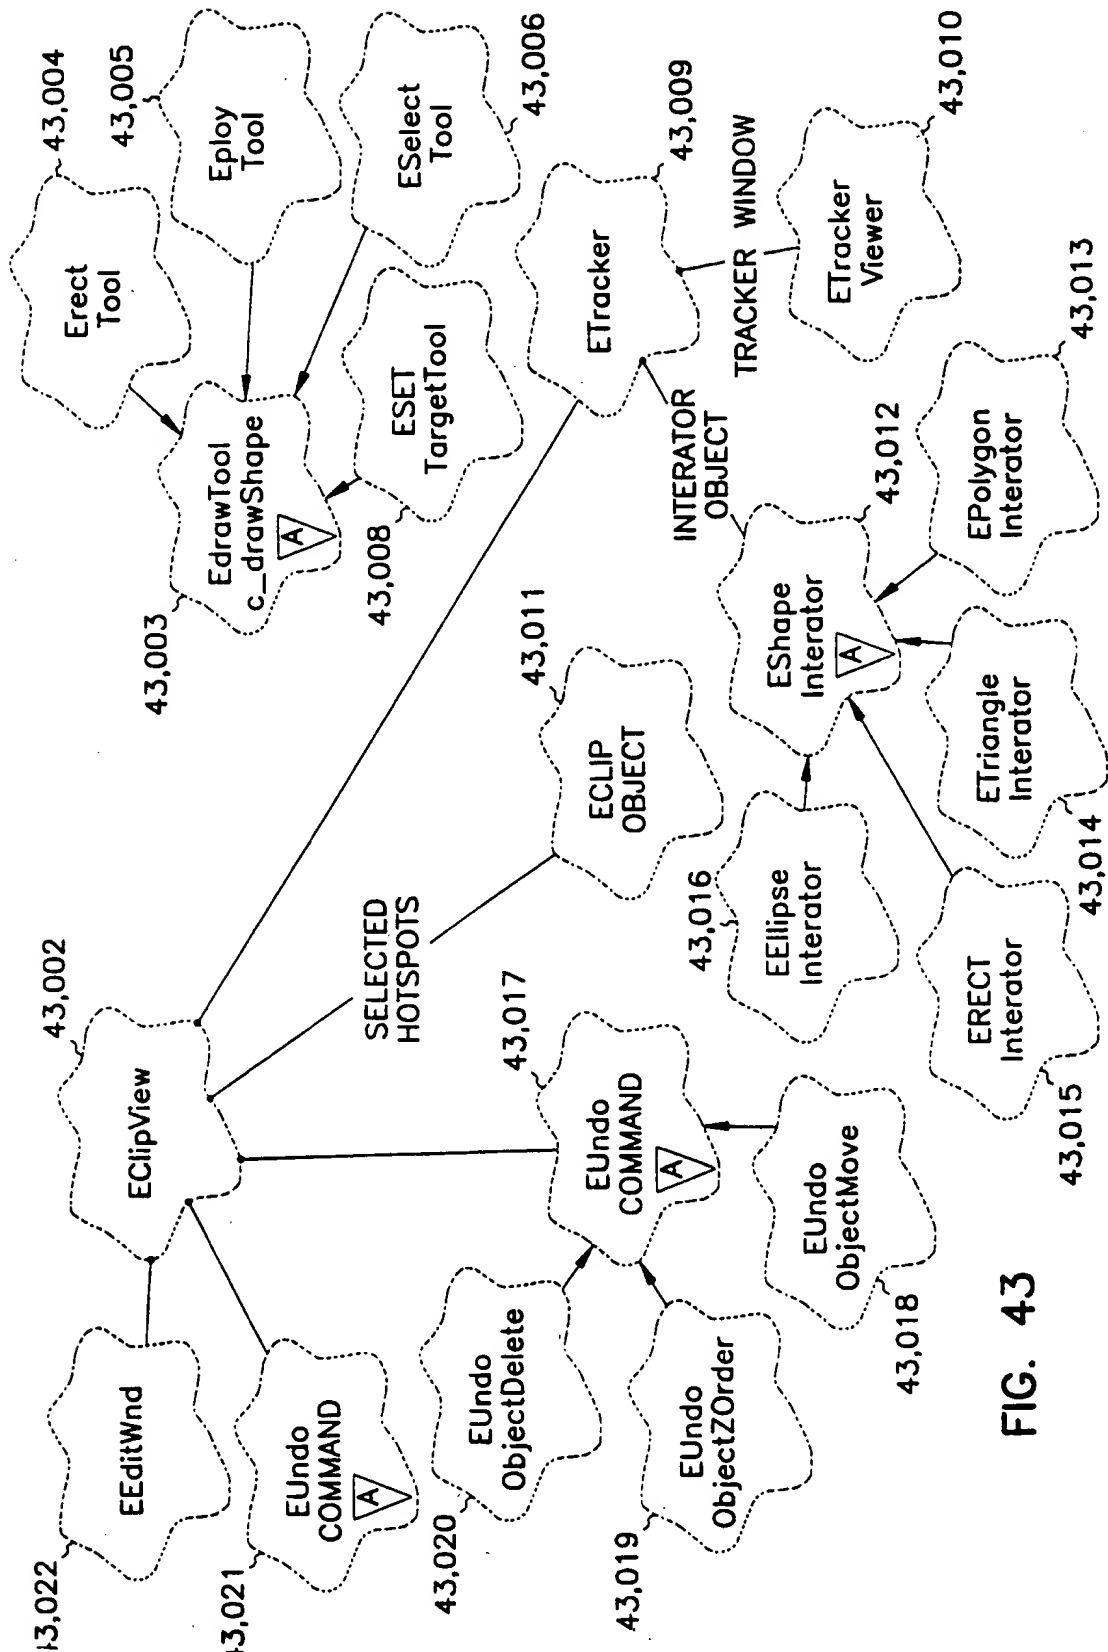 43,002
EClipView
43,022
EEditWnd
43,021
EUndo
COMMAND
A
43,020
EUndo
ObjectDelete
43,019
EUndo
ObjectZOrder
43,018
EUndo
ObjectMove
43,017
EUndo
COMMAND
A
SELECTED
HOTSPOTS
43,011
ECLIP
OBJECT
43,003
EdrawTool
c_drawShape
A
43,004
Erect
Tool
43,005
Eploy
Tool
43,006
ESelect
Tool
43,008
ESET
TargetTool
43,009
ETracker
TRACKER WINDOW
43,010
ETracker
Viewer
INTERATOR
OBJECT
43,012
EShape
Interator
A
43,013
EPolygon
Interator
43,014
ETriangle
Interator
43,015
ERECT
Interator
43,016
EEllipse
Interator
FIG. 43